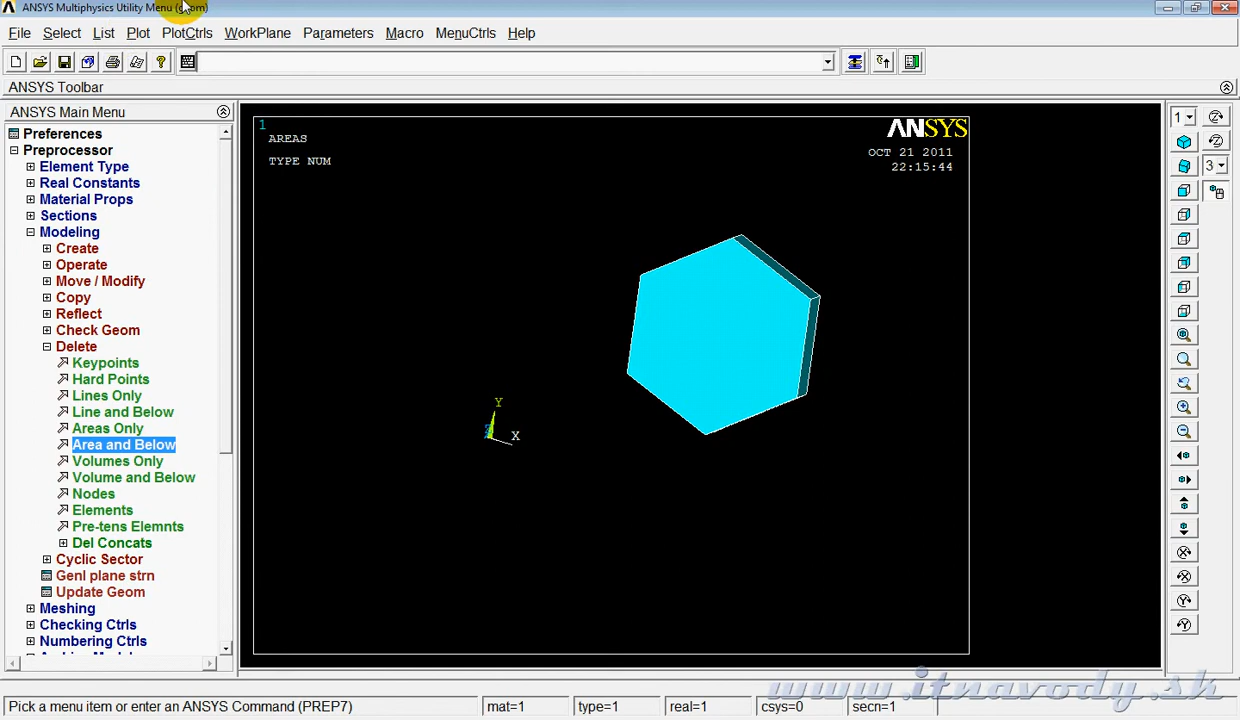 ANSYS Multiphysics Utility Menu (geom)
File Select List Plot PlotCtrls WorkPlane Parameters Macro MenuCtrls Help
ANSYS Toolbar
ANSYS Main Menu
Preferences
Preprocessor
Element Type
Real Constants
Material Props
Sections
Modeling
Create
Operate
Move / Modify
Copy
Reflect
Check Geom
Delete
Keypoints
Hard Points
Lines Only
Line and Below
Areas Only
Area and Below
Volumes Only
Volume and Below
Nodes
Elements
Pre-tens Elemnts
Del Concats
Cyclic Sector
Genl plane strn
Update Geom
Meshing
Checking Ctrls
Numbering Ctrls
1
AREAS
TYPE NUM
ANSYS
OCT 21 2011
22:15:44
Y
X
1
3
Pick a menu item or enter an ANSYS Command (PREP7)
mat=1
type=1
real=1
csys=0
secn=1
www.itnavody.sk